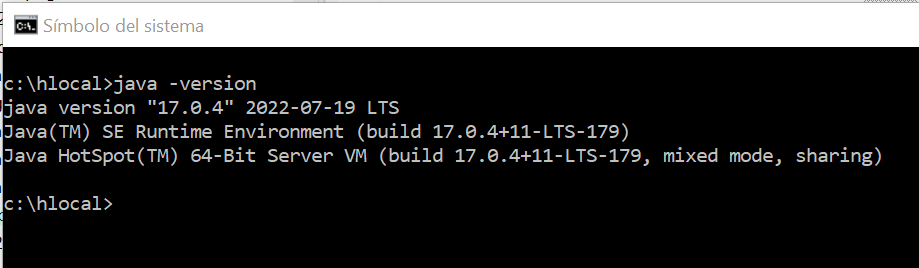 Símbolo del sistema
c:\hlocal>java -version
java version "17.0.4" 2022-07-19 LTS
Java(TM) SE Runtime Environment (build 17.0.4+11-LTS-179)
Java HotSpot(TM) 64-Bit Server VM (build 17.0.4+11-LTS-179, mixed mode, sharing)
c:\hlocal>